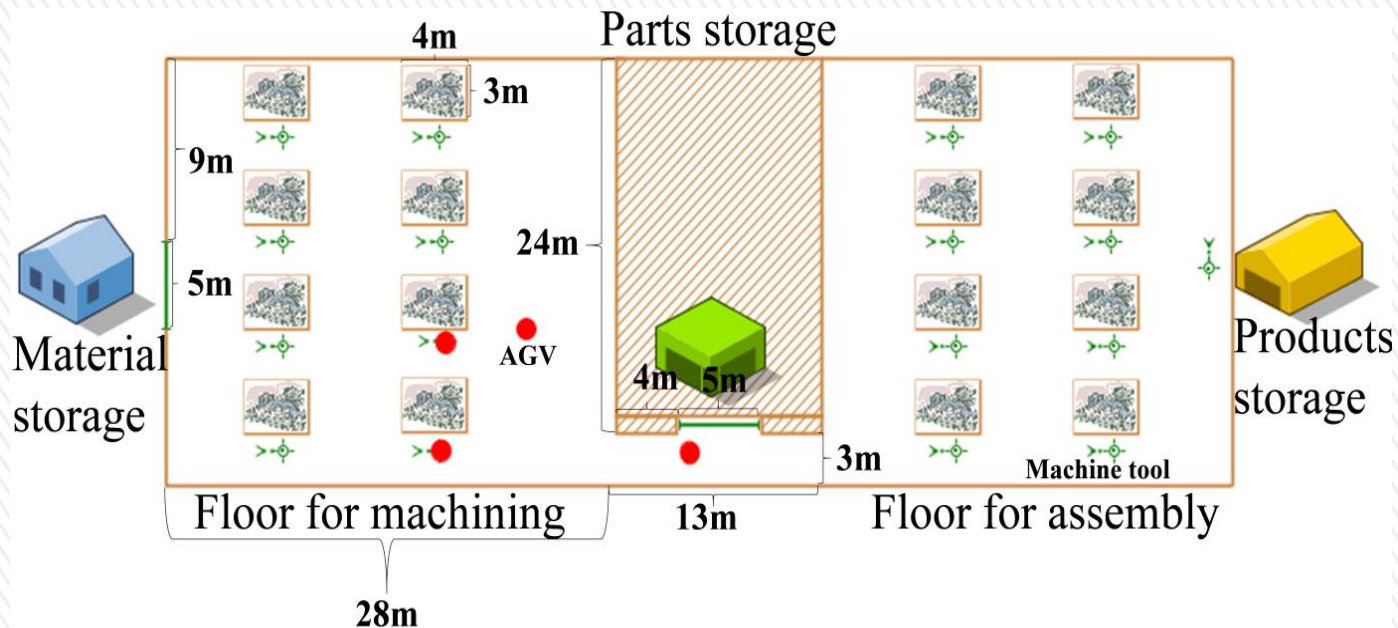 Parts storage
4m
3m
9m
24m
5m
Material
storage
AGV
4m
5m
Products
storage
3m
Machine tool
Floor for machining
13m
Floor for assembly
28m